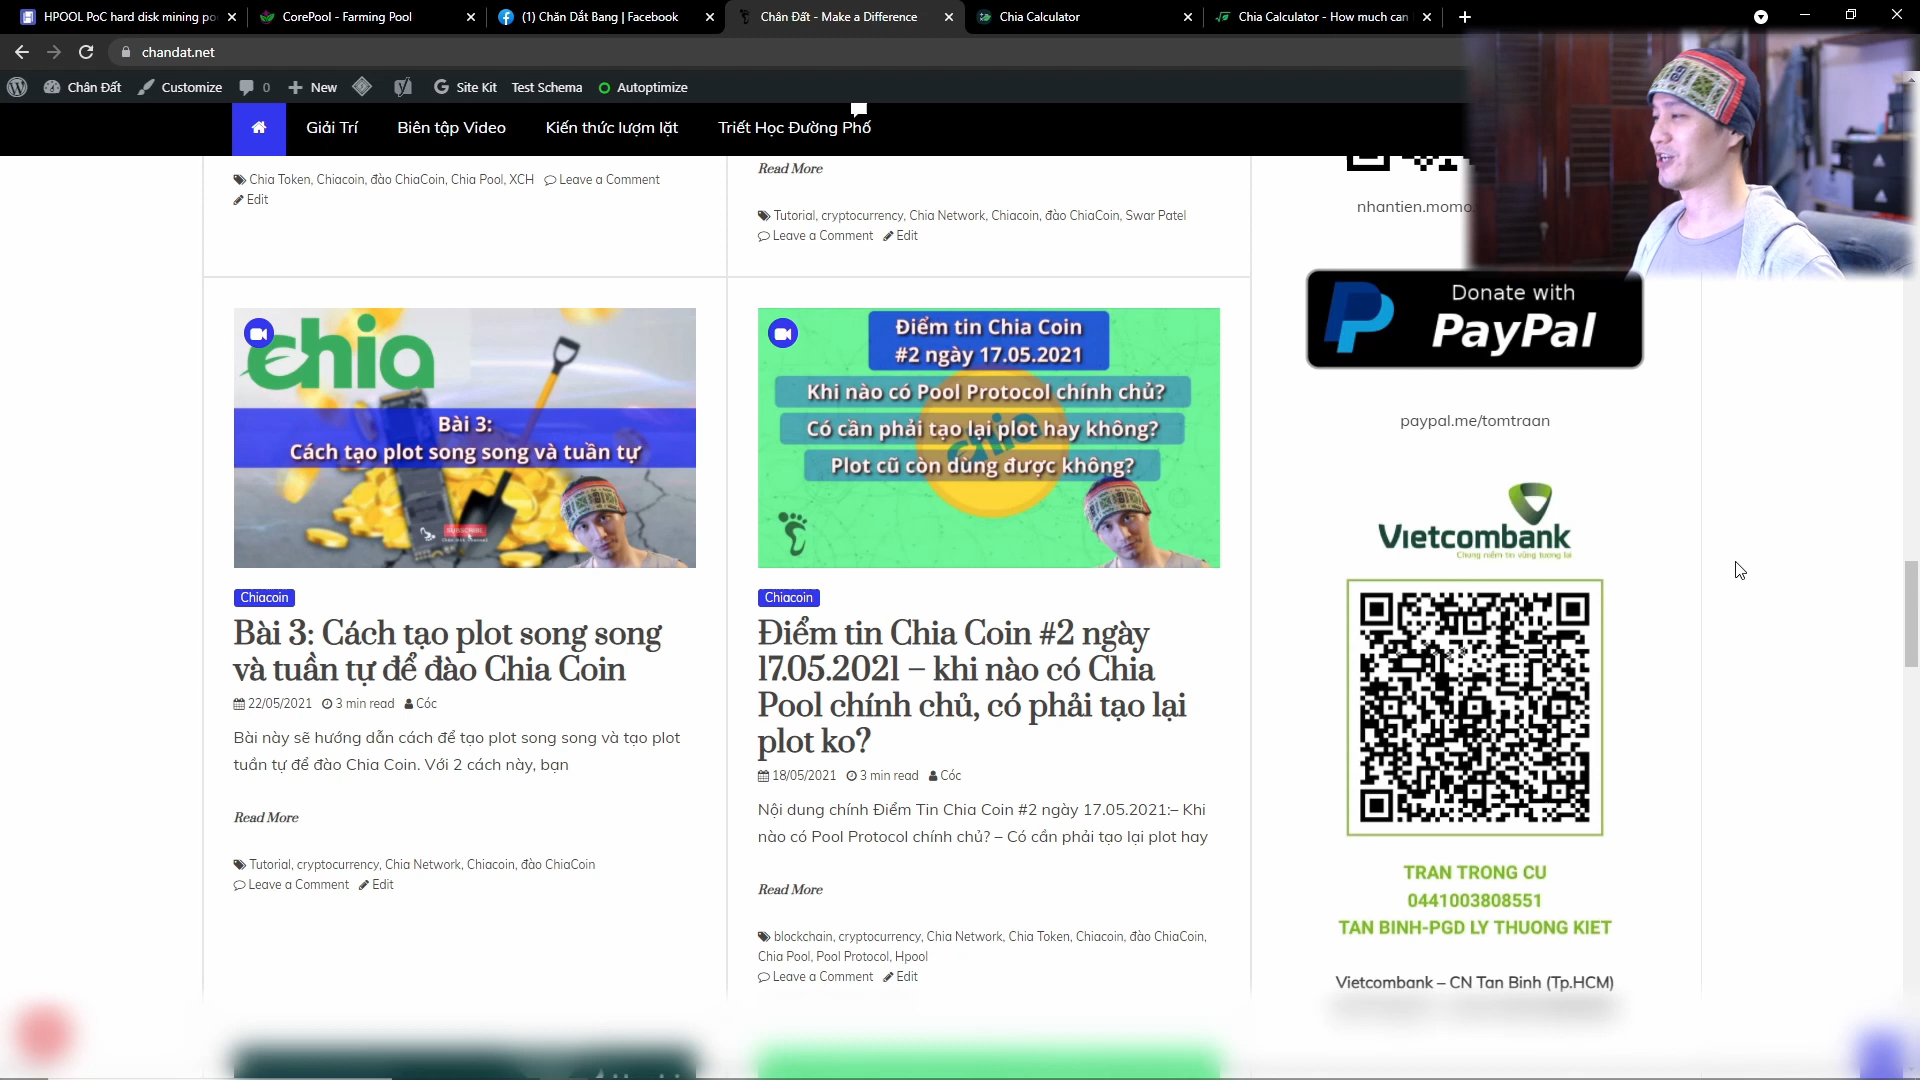 HPOOL PoC hard disk mining po
CorePool - Farming Pool
(1) Chăn Dắt Bang | Facebook
Chân Đất - Make a Difference
Chia Calculator
Chia Calculator - How much can I
chandat.net
Chân Đất
Customize
0
New
Site Kit
Test Schema
Autoptimize
Giải Trí
Biên tập Video
Kiến thức lượm lặt
Triết Học Đường Phố
Chia Token, Chiacoin, đào ChiaCoin, Chia Pool, XCH
Leave a Comment
Edit
Read More
Tutorial, cryptocurrency, Chia Network, Chiacoin, đào ChiaCoin, Swar Patel
Leave a Comment
Edit
nhantien.momo.
Donate with
PayPal
paypal.me/tomtraan
Vietcombank
Chung niềm tin vững tương lai
TRAN TRONG CU
0441003808551
TAN BINH-PGD LY THUONG KIET
Vietcombank – CN Tan Binh (Tp.HCM)
chia
Bài 3:
Cách tạo plot song song và tuần tự
SUBSCRIBE
Chiacoin
Bài 3: Cách tạo plot song song
và tuần tự để đào Chia Coin
22/05/2021
3 min read
Cóc
Bài này sẽ hướng dẫn cách để tạo plot song song và tạo plot
tuần tự để đào Chia Coin. Với 2 cách này, bạn
Read More
Tutorial, cryptocurrency, Chia Network, Chiacoin, đào ChiaCoin
Leave a Comment
Edit
Điểm tin Chia Coin
#2 ngày 17.05.2021
Khi nào có Pool Protocol chính chủ?
Có cần phải tạo lại plot hay không?
Plot cũ còn dùng được không?
Chiacoin
Điểm tin Chia Coin #2 ngày
17.05.2021 – khi nào có Chia
Pool chính chủ, có phải tạo lại
plot ko?
18/05/2021
3 min read
Cóc
Nội dung chính Điểm Tin Chia Coin #2 ngày 17.05.2021:– Khi
nào có Pool Protocol chính chủ? – Có cần phải tạo lại plot hay
Read More
blockchain, cryptocurrency, Chia Network, Chia Token, Chiacoin, đào ChiaCoin,
Chia Pool, Pool Protocol, Hpool
Leave a Comment
Edit